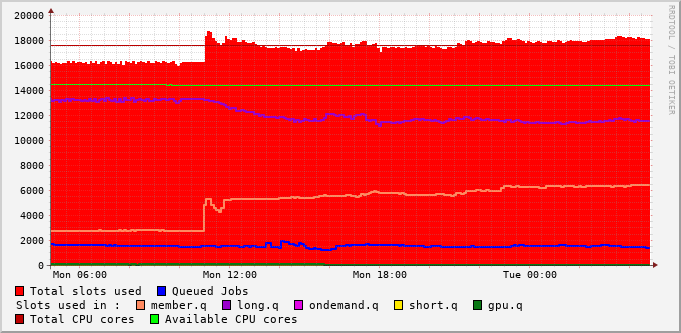 20000
18000
16000
14000
12000
10000
8000
6000
4000
2000
0
Mon 06:00 Mon 12:00 Mon 18:00 Tue 00:00
RRDTOOL / TOBI OETIKER
Total slots used Queued Jobs
Slots used in : member.q long.q ondemand.q short.q gpu.q
Total CPU cores Available CPU cores